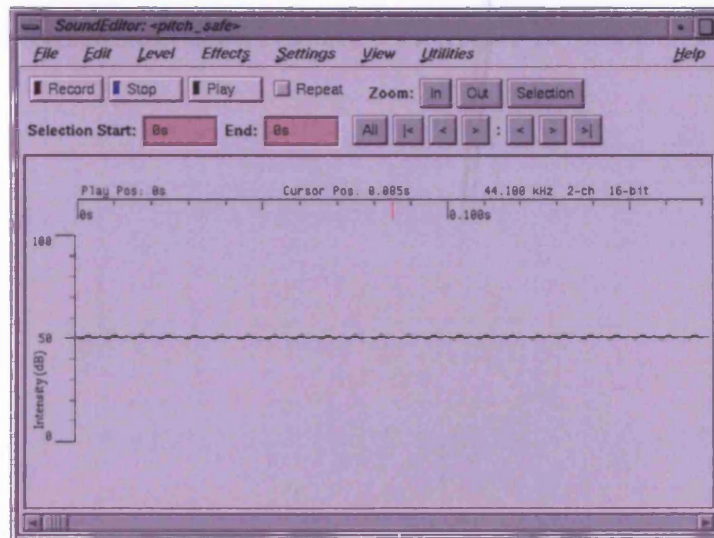 SoundEditor: <pitch_safe>
File Edit Level Effects Settings View Utilities Help
Record Stop Play Repeat Zoom: In Out Selection
Selection Start: 0s End: 0s All |< < > : < > >|
Play Pos: 0s Cursor Pos. 0.085s 44.100 kHz 2-ch 16-bit
0s 0.100s
100
50
0
Intensity (dB)